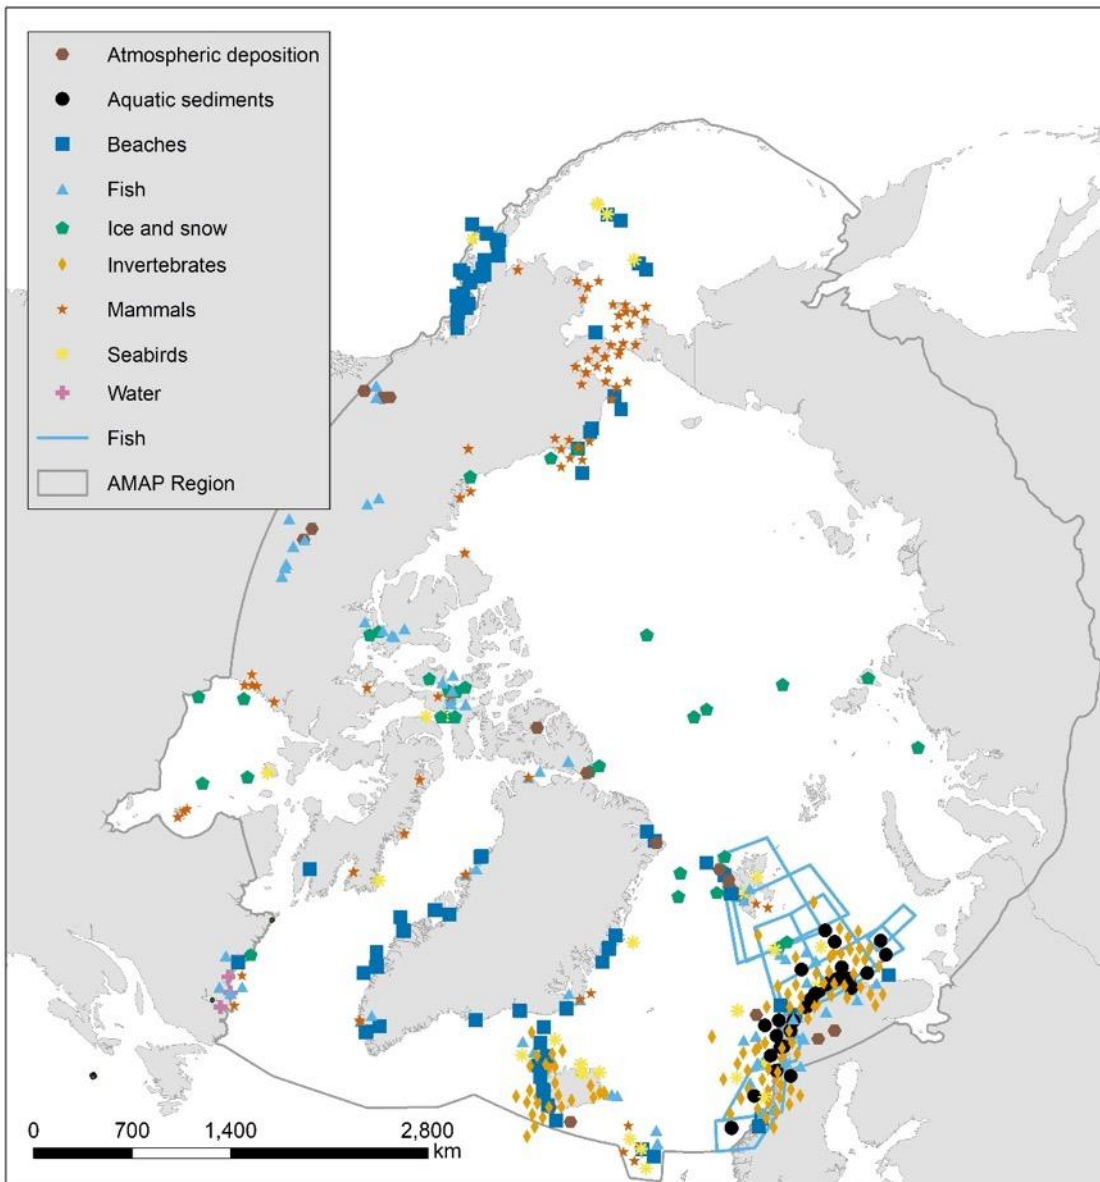 Atmospheric deposition
Aquatic sediments
Beaches
Fish
Ice and snow
Invertebrates
Mammals
Seabirds
Water
Fish
AMAP Region
0 700 1,400 2,800
km